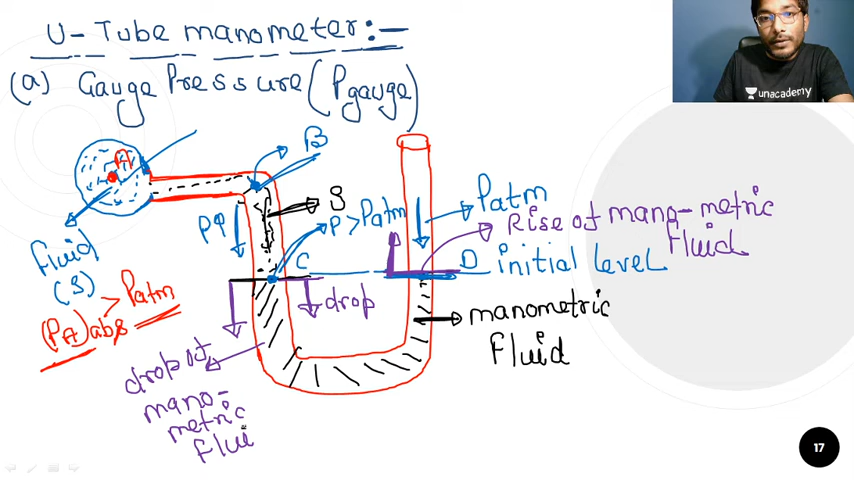 U-Tube manometer:-
(a) Gauge Pressure (Pgauge)
unacademy
A
B
Fluid
(S)
(PA)abs > Patm
P↑
S
P > Patm
C
drop
Patm
Rise of mano-metric
fluid
D initial level
manometric
fluid
drop of
mano-
metric
flui
17